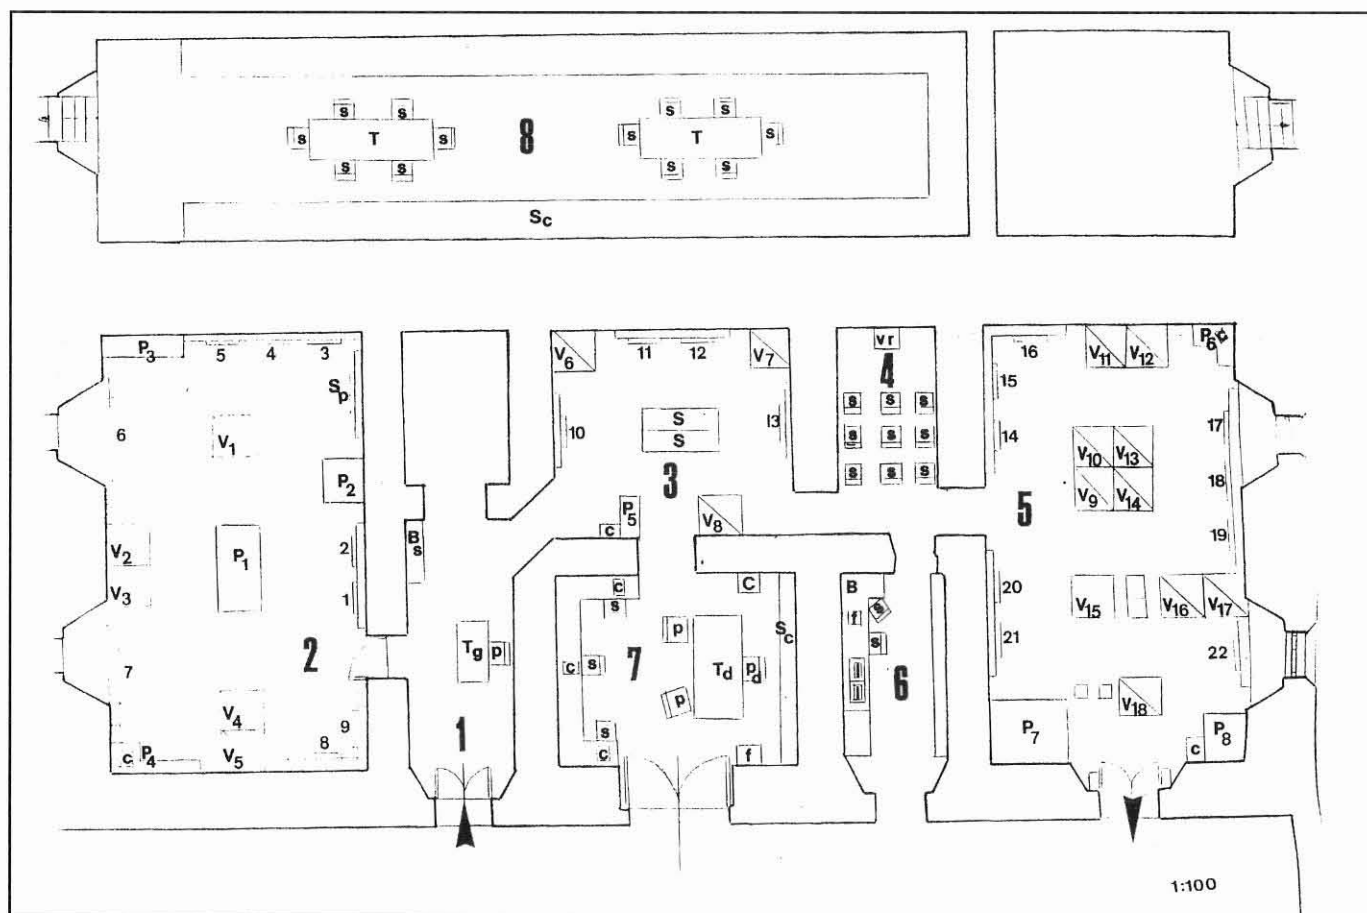 s s s s
s T s 8 s T s
s s s s
Sc
P3 5 4 3 V6 11 12 V7 vr 16 V11 V12 P6
4
Sp 15
s s s
6 V1 10 S 13 17
S 14 V10 V13
s s s
P2 3 s s s 18
V9 V14
P5 5
V2 P1 2 Bs c V8 19
V3 c C B 20 V15 V16 V17
1 s s
f
Tg p p Sc s 21
2 7 c s 7 Td pd 6 22
p
V4 s V18
9 1 P7 P8
c P4 V5 8 c f c
1:100